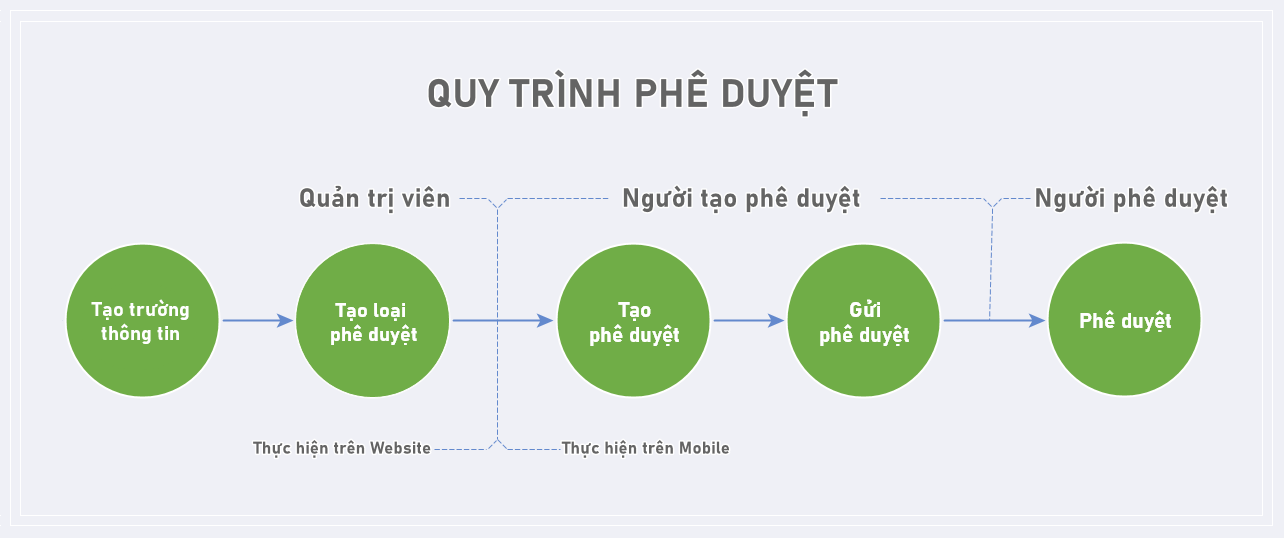 QUY TRÌNH PHÊ DUYỆT
Quản trị viên
Người tạo phê duyệt
Người phê duyệt
Tạo trường
thông tin
Tạo loại
phê duyệt
Tạo
phê duyệt
Gửi
phê duyệt
Phê duyệt
Thực hiện trên Website
Thực hiện trên Mobile